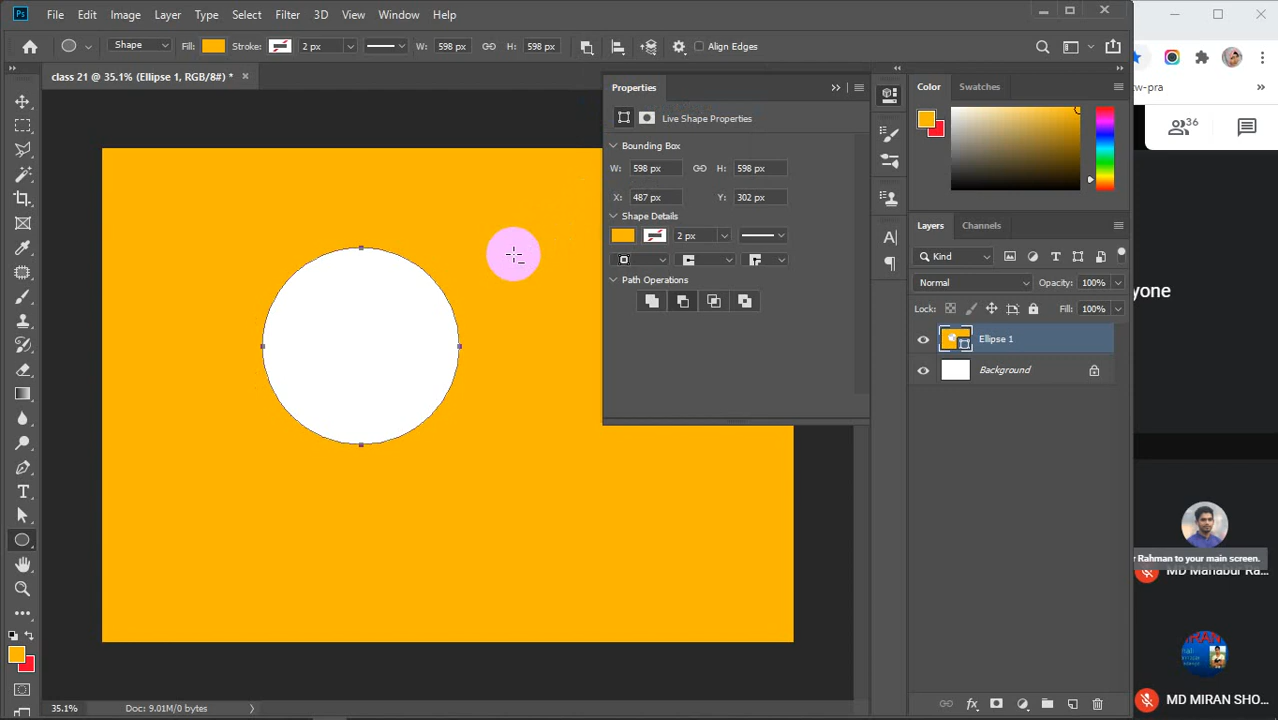 Ps File Edit Image Layer Type Select Filter 3D View Window Help
Shape Fill: Stroke: 2 px W: 598 px H: 598 px Align Edges
class 21 @ 35.1% (Ellipse 1, RGB/8#) * ×
Properties
Live Shape Properties
Bounding Box
W: 598 px H: 598 px
X: 487 px Y: 302 px
Shape Details
2 px
Path Operations
Color Swatches
Layers Channels
Kind
Normal Opacity: 100%
Lock: Fill: 100%
Ellipse 1
Background
35.1% Doc: 9.01M/0 bytes
w-pra
36
yone
r Rahman to your main screen.
MD Mahabur Ra...
MD MIRAN SHO...